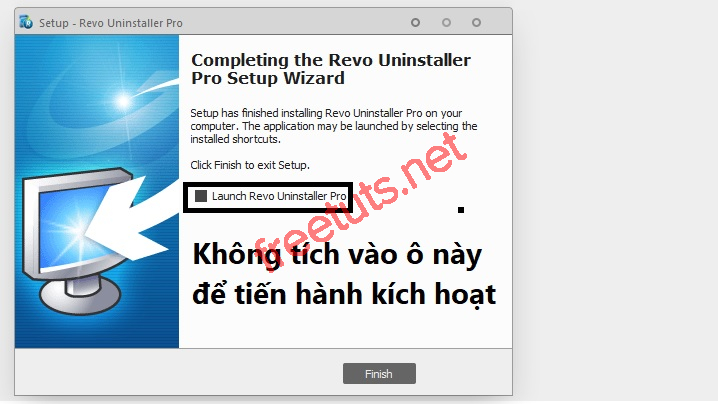 Setup - Revo Uninstaller Pro
Completing the Revo Uninstaller
Pro Setup Wizard
Setup has finished installing Revo Uninstaller Pro on your
computer. The application may be launched by selecting the
installed shortcuts.
Click Finish to exit Setup.
Launch Revo Uninstaller Pro
freetuts.net
Không tích vào ô này
để tiến hành kích hoạt
Finish